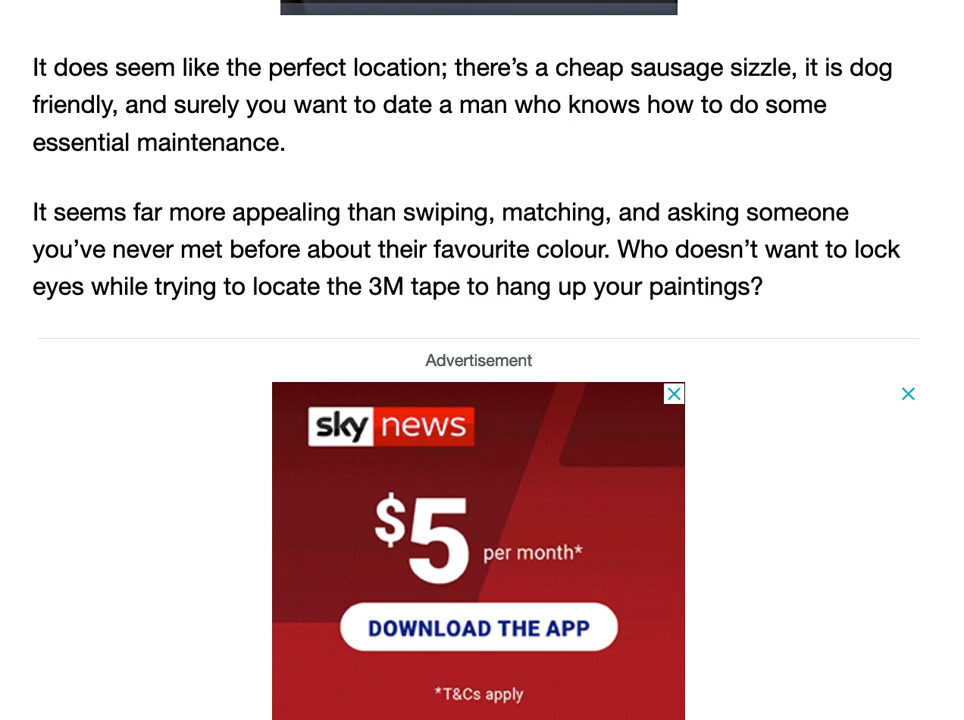 It does seem like the perfect location; there’s a cheap sausage sizzle, it is dog
friendly, and surely you want to date a man who knows how to do some
essential maintenance.
It seems far more appealing than swiping, matching, and asking someone
you’ve never met before about their favourite colour. Who doesn’t want to lock
eyes while trying to locate the 3M tape to hang up your paintings?
Advertisement
sky news
$5 per month*
DOWNLOAD THE APP
*T&Cs apply